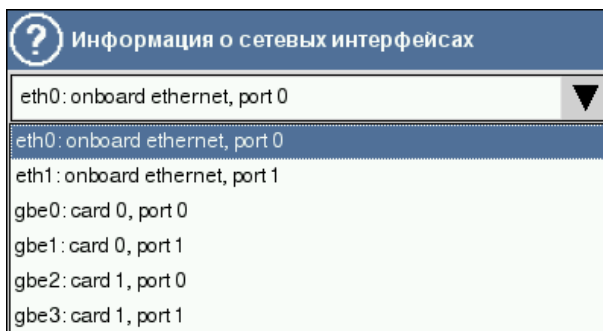 ?
Информация о сетевых интерфейсах
eth0: onboard ethernet, port 0
eth0: onboard ethernet, port 0
eth1: onboard ethernet, port 1
gbe0: card 0, port 0
gbe1: card 0, port 1
gbe2: card 1, port 0
gbe3: card 1, port 1